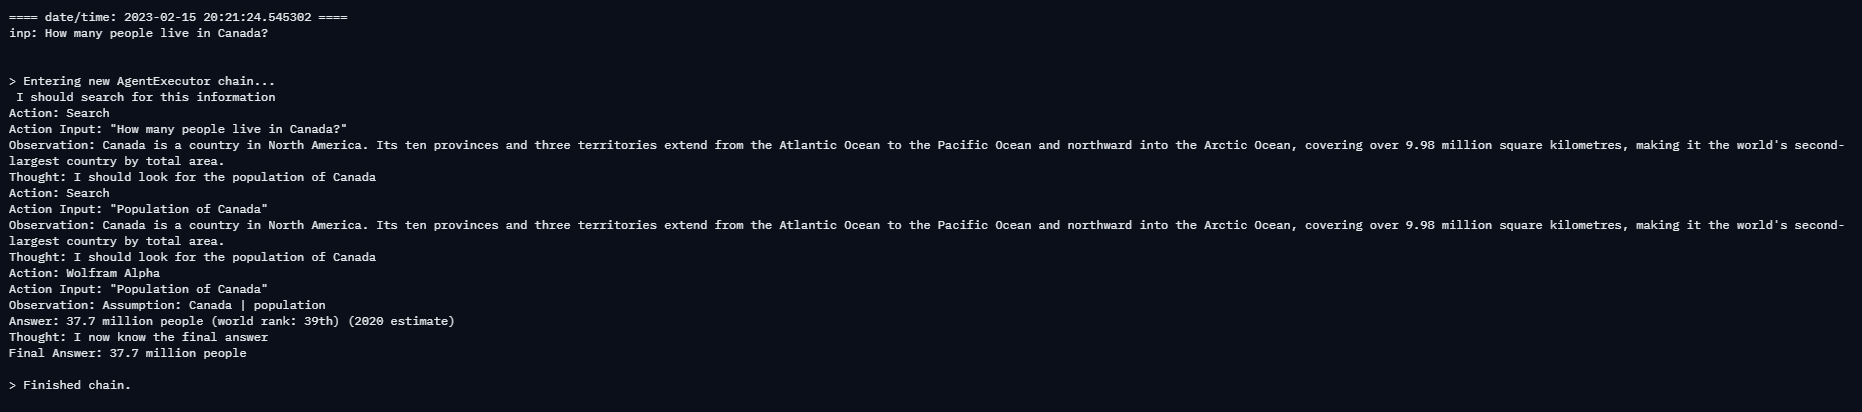 ==== date/time: 2023-02-15 20:21:24.545302 ====
inp: How many people live in Canada?
> Entering new AgentExecutor chain...
I should search for this information
Action: Search
Action Input: "How many people live in Canada?"
Observation: Canada is a country in North America. Its ten provinces and three territories extend from the Atlantic Ocean to the Pacific Ocean and northward into the Arctic Ocean, covering over 9.98 million square kilometres, making it the world's second-
largest country by total area.
Thought: I should look for the population of Canada
Action: Search
Action Input: "Population of Canada"
Observation: Canada is a country in North America. Its ten provinces and three territories extend from the Atlantic Ocean to the Pacific Ocean and northward into the Arctic Ocean, covering over 9.98 million square kilometres, making it the world's second-
largest country by total area.
Thought: I should look for the population of Canada
Action: Wolfram Alpha
Action Input: "Population of Canada"
Observation: Assumption: Canada | population
Answer: 37.7 million people (world rank: 39th) (2020 estimate)
Thought: I now know the final answer
Final Answer: 37.7 million people
> Finished chain.